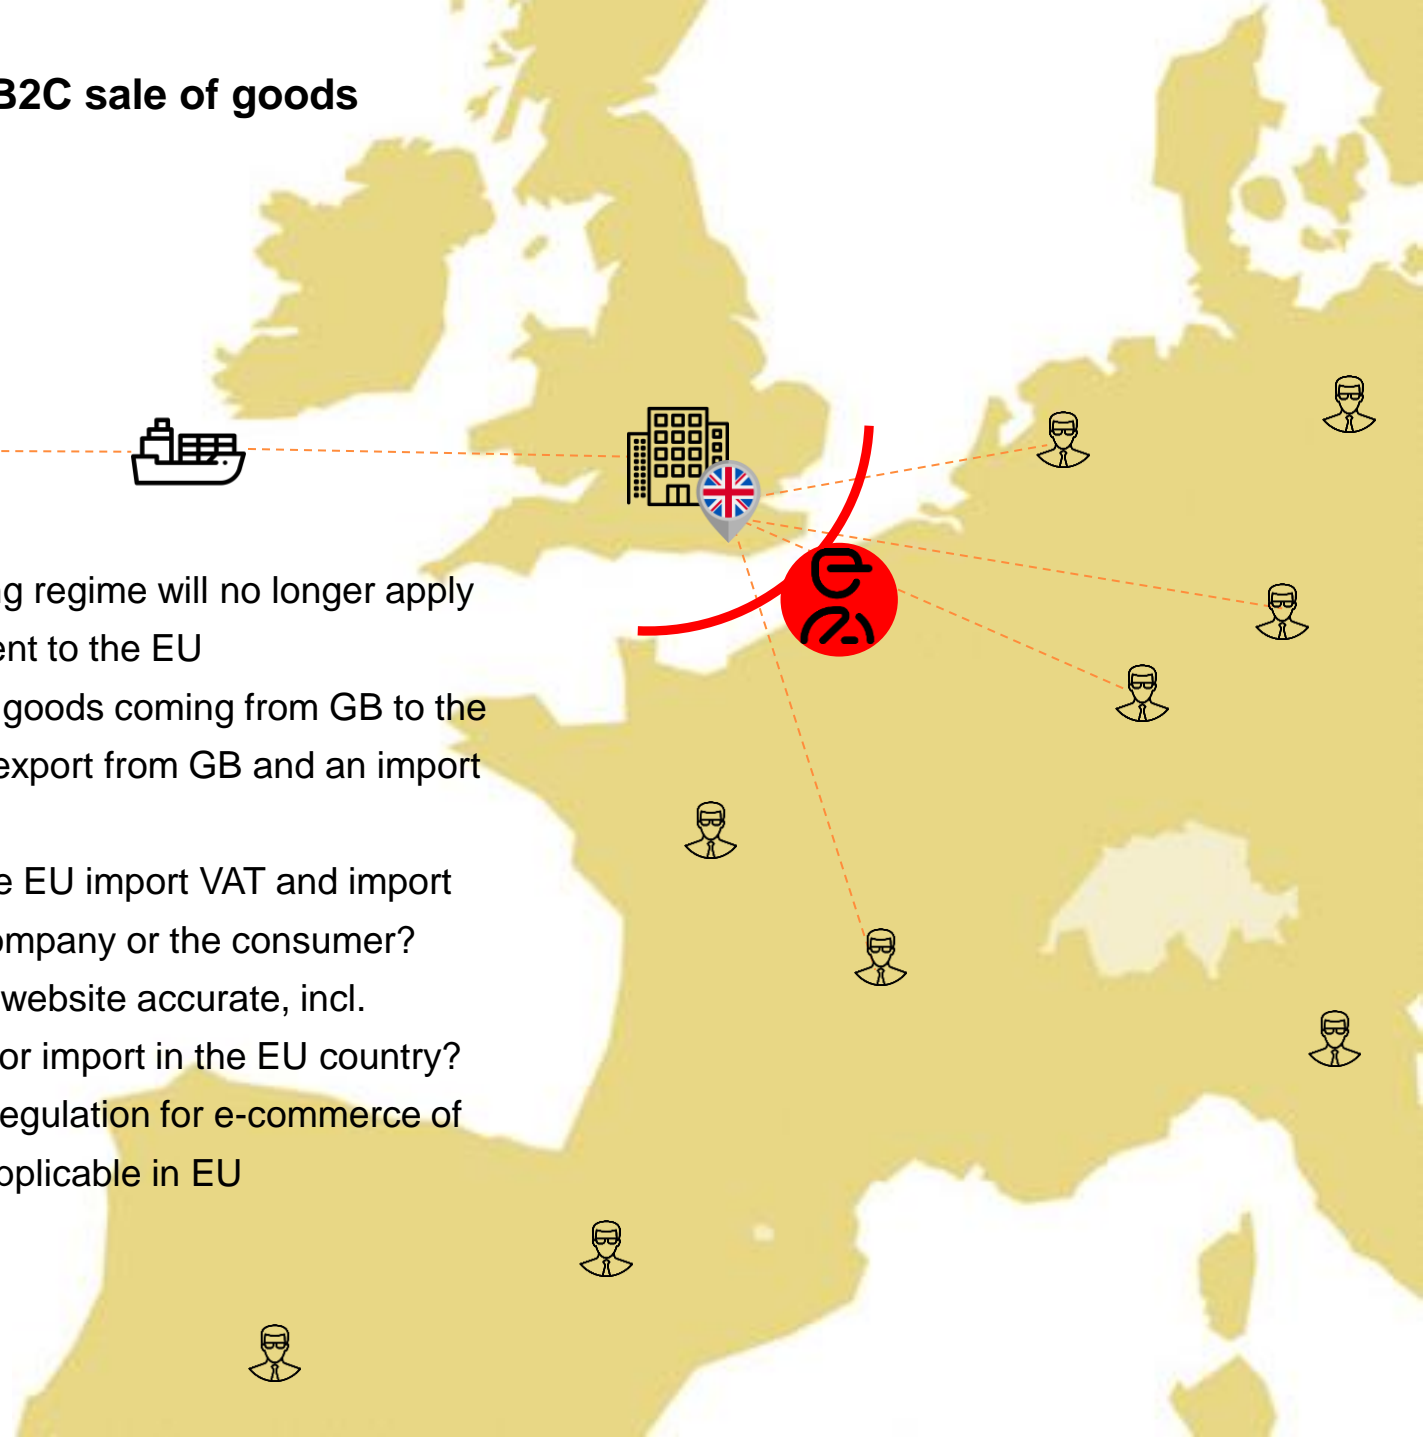 B2C sale of goods
ng regime will no longer apply
ent to the EU
goods coming from GB to the
export from GB and an import
e EU import VAT and import
ompany or the consumer?
website accurate, incl.
or import in the EU country?
egulation for e-commerce of
pplicable in EU